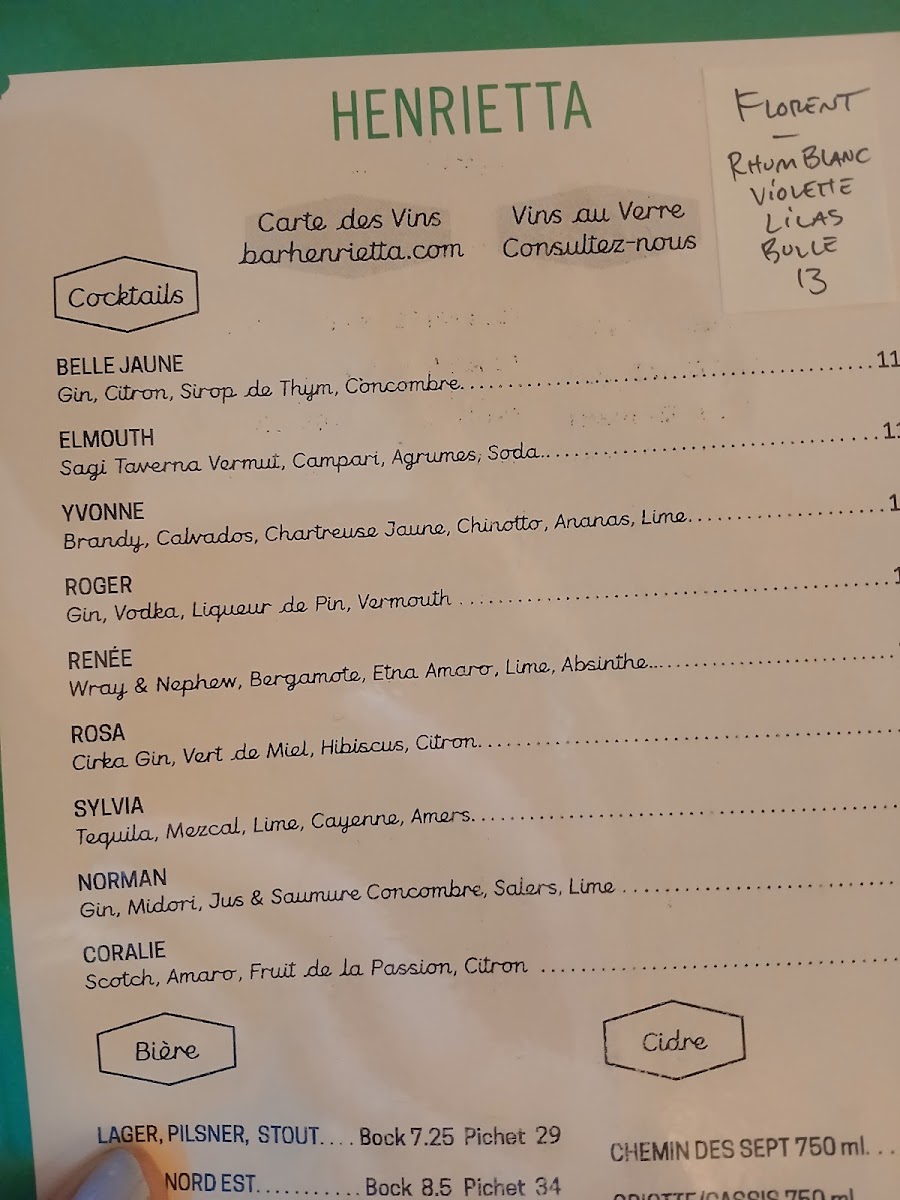 HENRIETTA
FLORENT
—
RHUM BLANC
VIOLETTE
LILAS
BULLE
13
Carte des Vins
barhenrietta.com
Vins au Verre
Consultez-nous
Cocktails
BELLE JAUNE
Gin, Citron, Sirop de Thym, Concombre. 11
ELMOUTH
Sagi Taverna Vermut, Campari, Agrumes, Soda..
YVONNE
Brandy, Calvados, Chartreuse Jaune, Chinotto, Ananas, Lime.
ROGER
Gin, Vodka, Liqueur de Pin, Vermouth
RENÉE
Wray & Nephew, Bergamote, Etna Amaro, Lime, Absinthe...
ROSA
Cirka Gin, Vert de Miel, Hibiscus, Citron.
SYLVIA
Tequila, Mezcal, Lime, Cayenne, Amers.
NORMAN
Gin, Midori, Jus & Saumure Concombre, Salers, Lime
CORALIE
Scotch, Amaro, Fruit de la Passion, Citron
Bière
LAGER, PILSNER, STOUT.... Bock 7.25 Pichet 29
NORD EST........... Bock 8.5 Pichet 34
Cidre
CHEMIN DES SEPT 750 ml...
GRIOTTE/CASSIS 750 ml